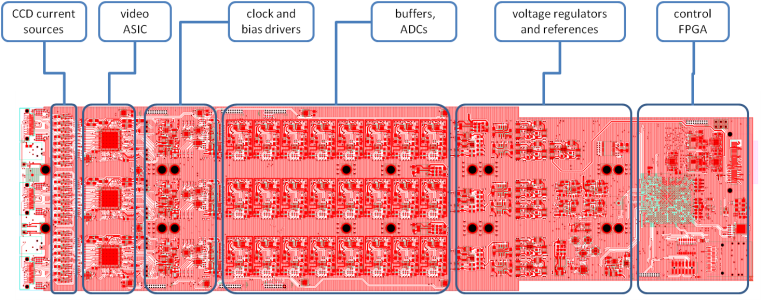 CCD current
sources
video
ASIC
clock and
bias drivers
buffers,
ADCs
voltage regulators
and references
control
FPGA